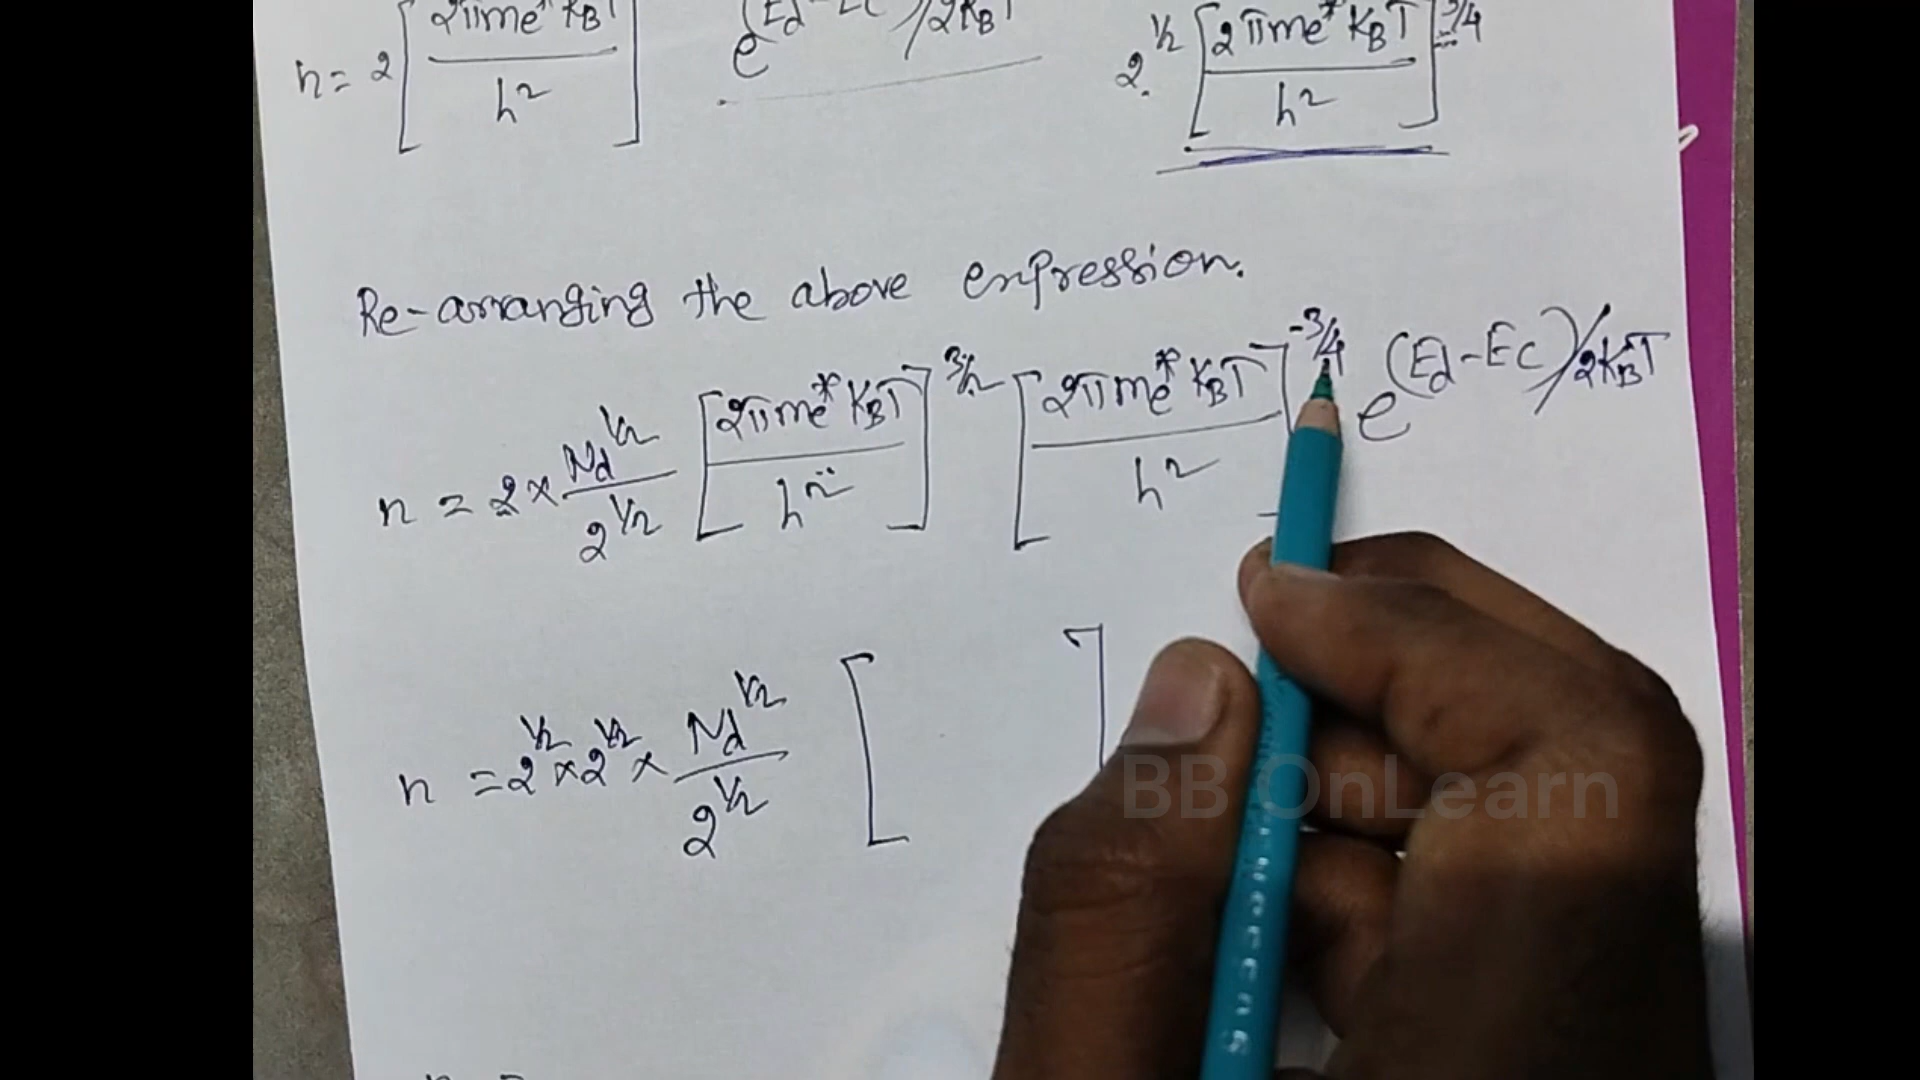 n = 2 [2πme* KBT / h²] e^(Ed-Ec)/2KBT 2^1/2 [2πme* KBT / h²]^3/4
Re-arranging the above expression.
n = 2 × Nd^1/2 / 2^1/2 [2πme* KBT / h²]^3/2 [2πme* KBT / h²]^-3/4 e^(Ed-Ec)/2KBT
n = 2^1/2 × 2^1/2 × Nd^1/2 / 2^1/2 [ ]
BB OnLearn